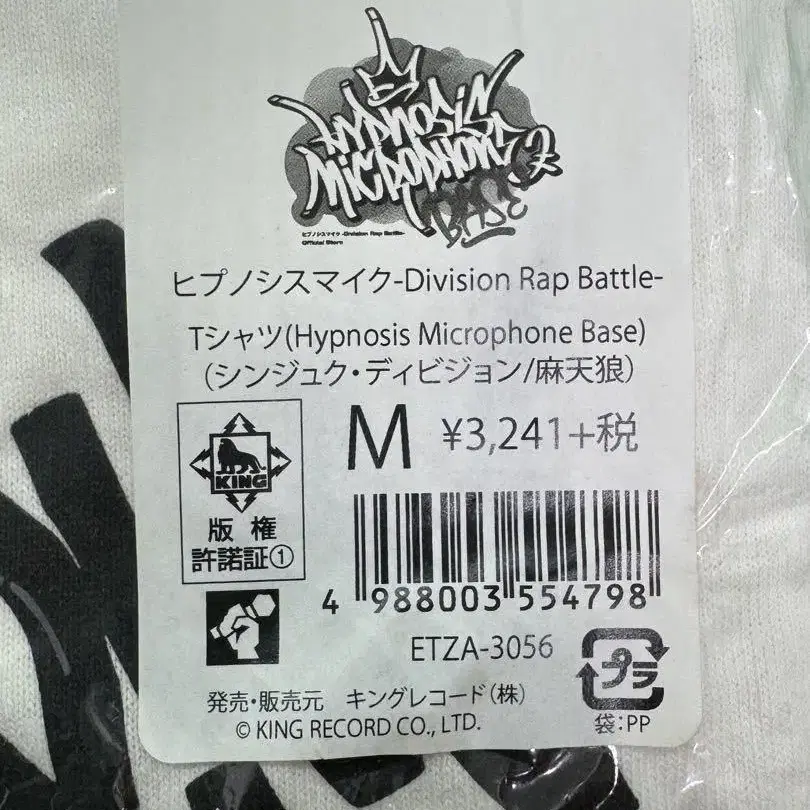 HYPNOSIS
MICROPHONE
BASE
ヒプノシスマイク -Division Rap Battle-
Official Store
ヒプノシスマイク-Division Rap Battle-
Tシャツ(Hypnosis Microphone Base)
(シンジュク・ディビジョン/麻天狼)
M ¥3,241+税
KING
版権
許諾証①
4 988003 554798
ETZA-3056
プラ
発売・販売元 キングレコード(株)
© KING RECORD CO., LTD.
袋:PP